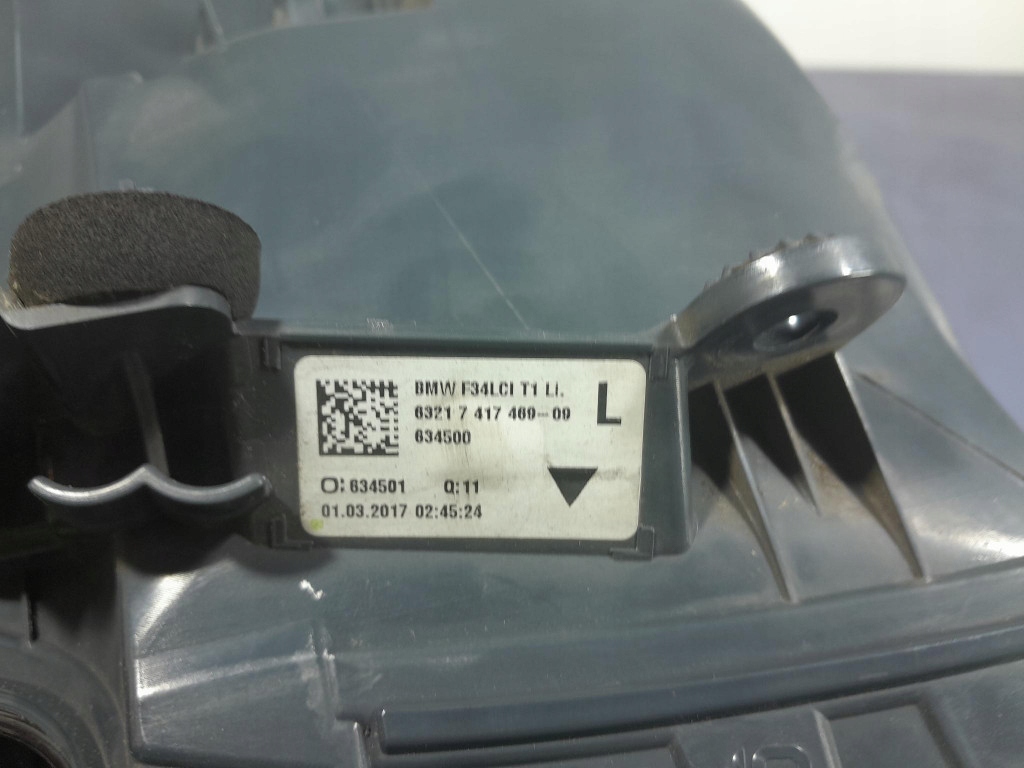 BMW F34LCI T1 Li.
L
6321 7 417 469-09
634500
O: 634501 Q:11
01.03.2017 02:45:24